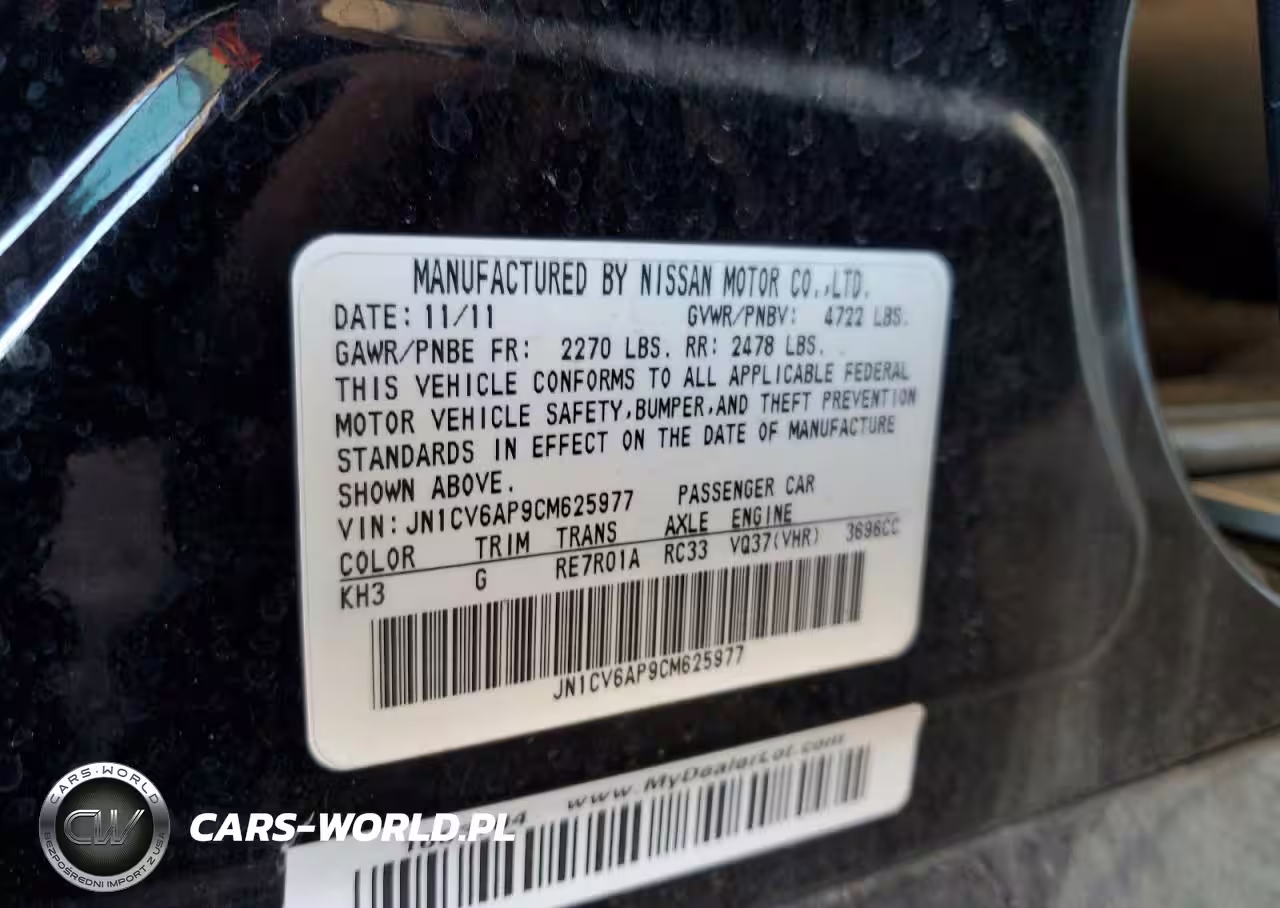 MANUFACTURED BY NISSAN MOTOR CO.,LTD.
DATE: 11/11 GVWR/PNBV: 4722 LBS.
GAWR/PNBE FR: 2270 LBS. RR: 2478 LBS.
THIS VEHICLE CONFORMS TO ALL APPLICABLE FEDERAL
MOTOR VEHICLE SAFETY,BUMPER,AND THEFT PREVENTION
STANDARDS IN EFFECT ON THE DATE OF MANUFACTURE
SHOWN ABOVE.
VIN: JN1CV6AP9CM625977 PASSENGER CAR
COLOR TRIM TRANS AXLE ENGINE
KH3 G RE7R01A RC33 VQ37(VHR) 3696CC
JN1CV6AP9CM625977
www.MyDealerLot.com
CARS-WORLD
CW
BEZPOŚREDNI IMPORT Z USA
CARS-WORLD.PL